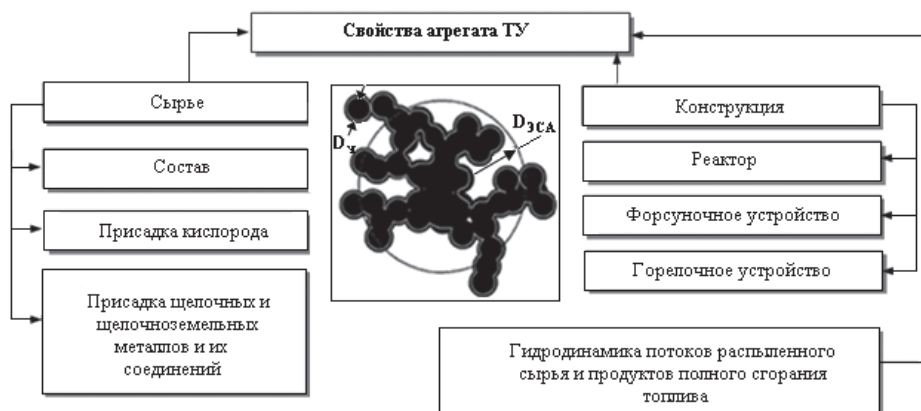 Свойства агрегата ТУ
Сырье
Состав
Присадка кислорода
Присадка щелочных и
щелочноземельных
металлов и их
соединений
Dч
DЭСА
Конструкция
Реактор
Форсуночное устройство
Горелочное устройство
Гидродинамика потоков распыленного
сырья и продуктов полного сгорания
топлива